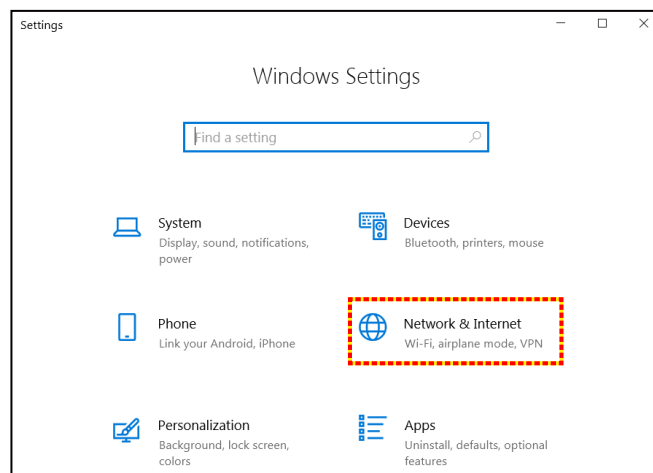 Settings
Windows Settings
Find a setting
System
Display, sound, notifications,
power
Devices
Bluetooth, printers, mouse
Phone
Link your Android, iPhone
Network & Internet
Wi-Fi, airplane mode, VPN
Personalization
Background, lock screen,
colors
Apps
Uninstall, defaults, optional
features